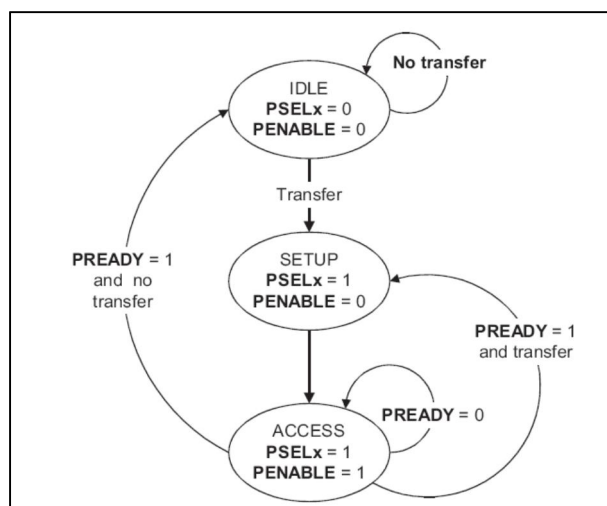 No transfer
IDLE
PSELx = 0
PENABLE = 0
Transfer
PREADY = 1
and no
transfer
SETUP
PSELx = 1
PENABLE = 0
PREADY = 1
and transfer
PREADY = 0
ACCESS
PSELx = 1
PENABLE = 1